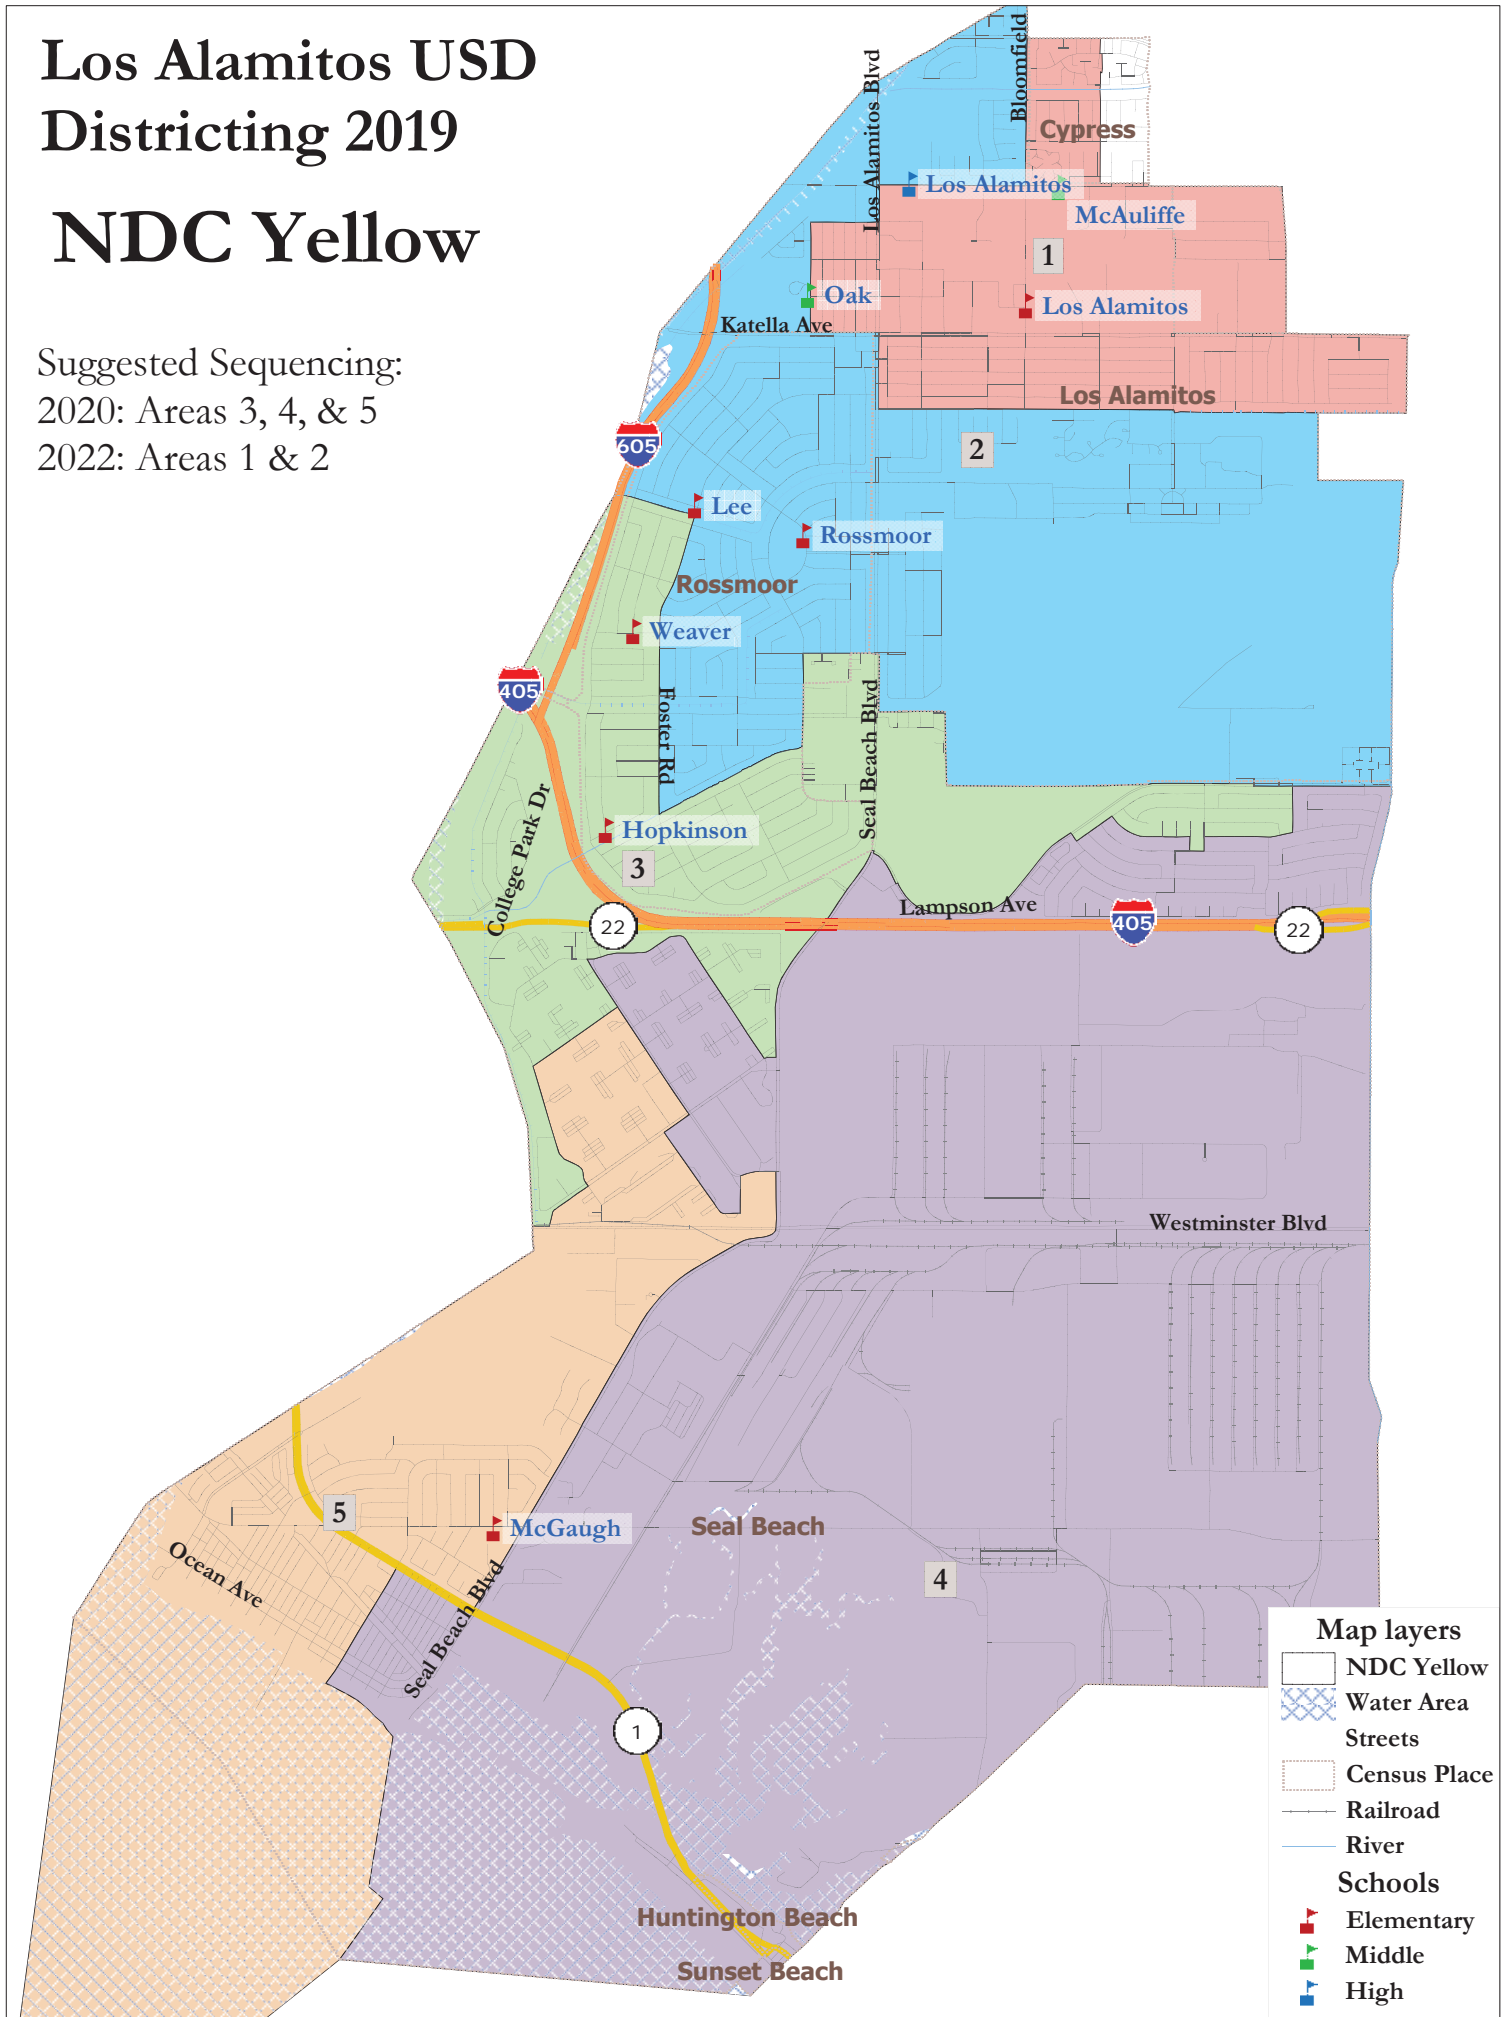 Los Alamitos USD
Districting 2019
NDC Yellow
Suggested Sequencing:
2020: Areas 3, 4, & 5
2022: Areas 1 & 2
Bloomfield
Los Alamitos Blvd
Cypress
Los Alamitos
McAuliffe
1
Oak
Los Alamitos
Katella Ave
Los Alamitos
605
2
Lee
Rossmoor
Rossmoor
Weaver
405
Foster Rd
Seal Beach Blvd
College Park Dr
Hopkinson
3
Lampson Ave
22
405
22
Westminster Blvd
5
McGaugh
Seal Beach
Ocean Ave
4
Seal Beach Blvd
1
Huntington Beach
Sunset Beach
Map layers
NDC Yellow
Water Area
Streets
Census Place
Railroad
River
Schools
Elementary
Middle
High